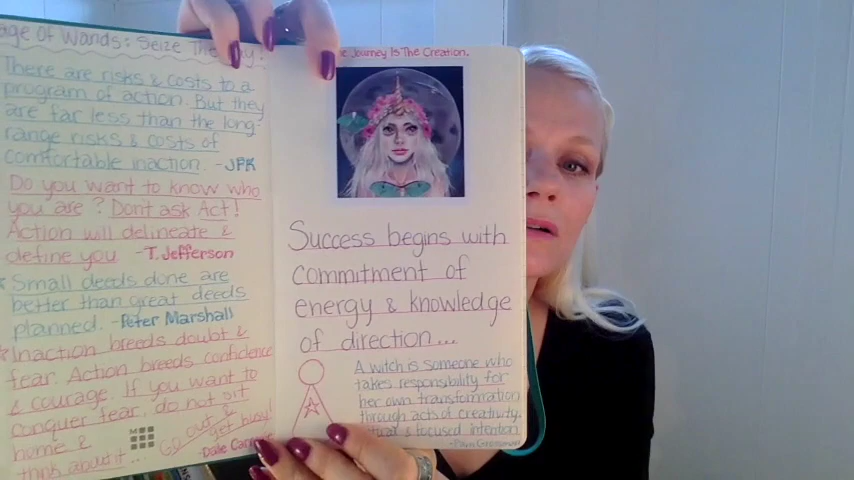 age of Wands: Seize The Day!
There are risks & costs to a
program of action. But they
are far less than the long-
range risks & costs of
comfortable inaction. -JFK
Do you want to know who
you are? Don't ask Act!
Action will delineate &
define you -T. Jefferson
Small deeds done are
better than great deeds
planned. -Peter Marshall
Inaction breeds doubt &
fear. Action breeds confidence
& courage. If you want to
conquer fear, do not sit
home &
think about it...
Go out &
get busy!
-Dale
e Journey Is The Creation.
Success begins with
commitment of
energy & knowledge
of direction...
A witch is someone who
takes responsibility for
her own transformation
through acts of creativity,
& focused intention